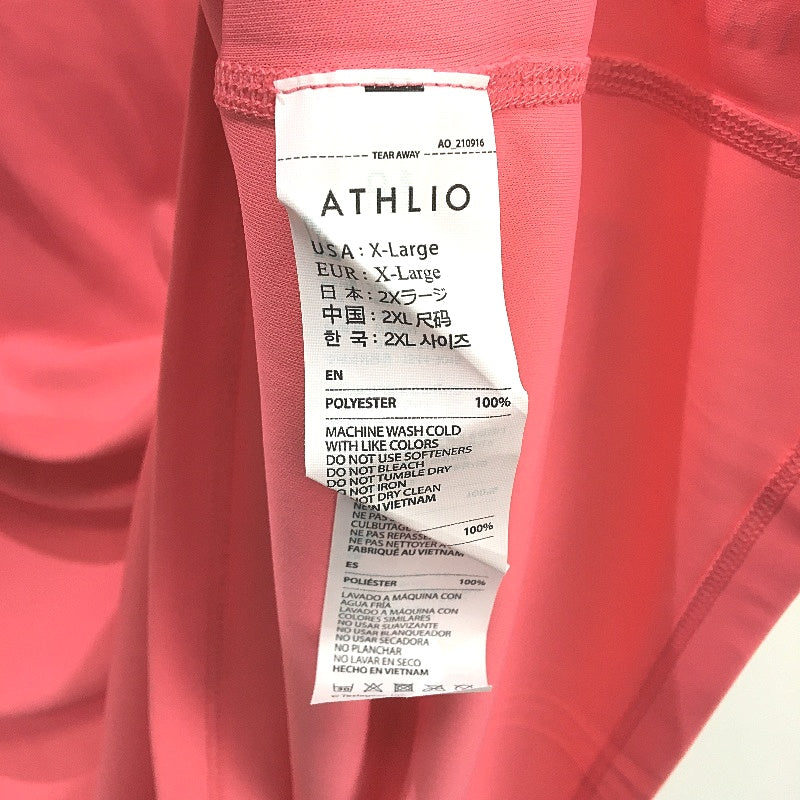 AO_210916
TEAR AWAY
ATHLIO
USA : X-Large
EUR : X-Large
日 本 : 2Xラージ
中国 : 2XL 尺码
한 국 : 2XL 사이즈
EN
POLYESTER 100%
MACHINE WASH COLD
WITH LIKE COLORS
DO NOT USE SOFTENERS
DO NOT BLEACH
DO NOT TUMBLE DRY
DO NOT IRON
NOT DRY CLEAN
IN VIETNAM
100%
NE PAS
CULBUTAGE
NE PAS REPASSER
NE PAS NETTOYER A
FABRIQUÉ AU VIETNAM
ES
POLIÉSTER 100%
LAVADO A MÁQUINA CON
AGUA FRÍA
LAVADO A MÁQUINA CON
COLORES SIMILARES
NO USAR SUAVIZANTE
NO USAR BLANQUEADOR
NO USAR SECADORA
NO PLANCHAR
NO LAVAR EN SECO
HECHO EN VIETNAM
30